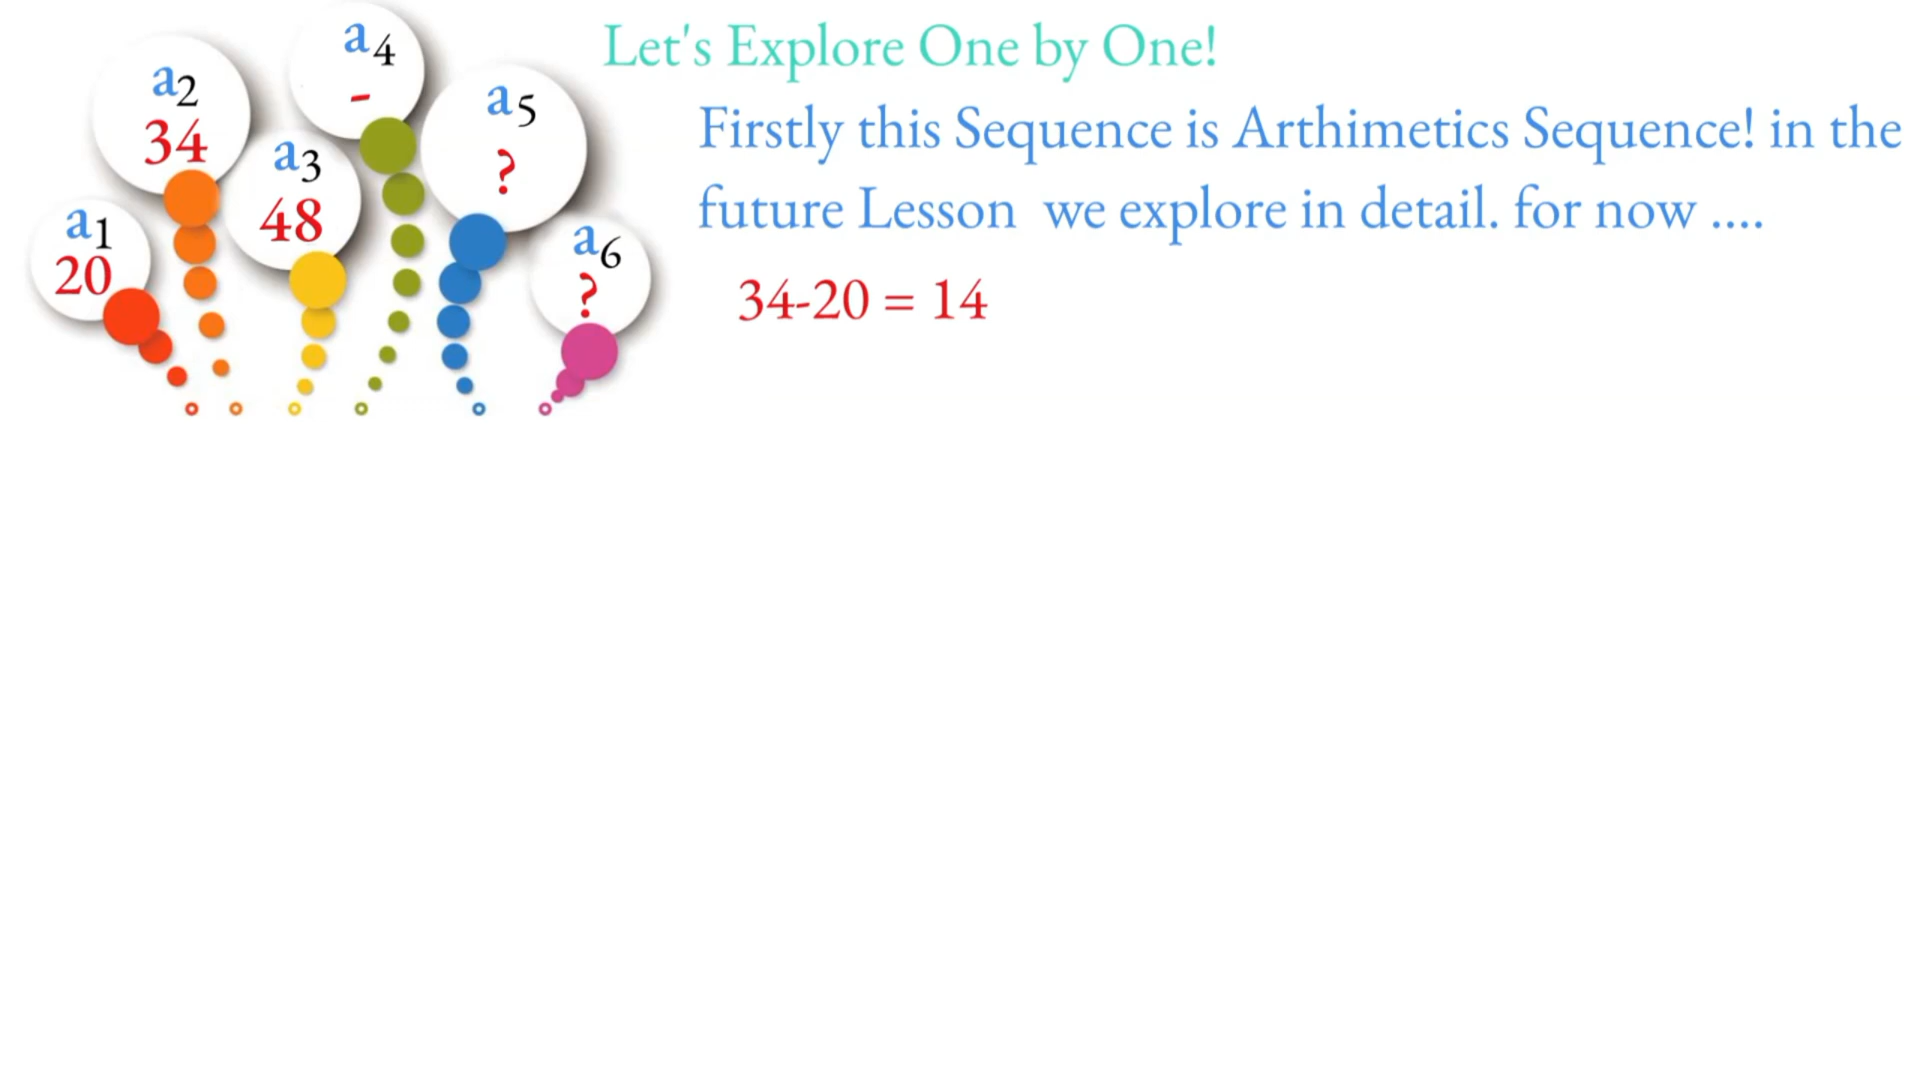 a1
20
a2
34
a3
48
a4
-
a5
?
a6
?
Let's Explore One by One!
Firstly this Sequence is Arthimetics Sequence! in the
future Lesson we explore in detail. for now ....
34-20 = 14